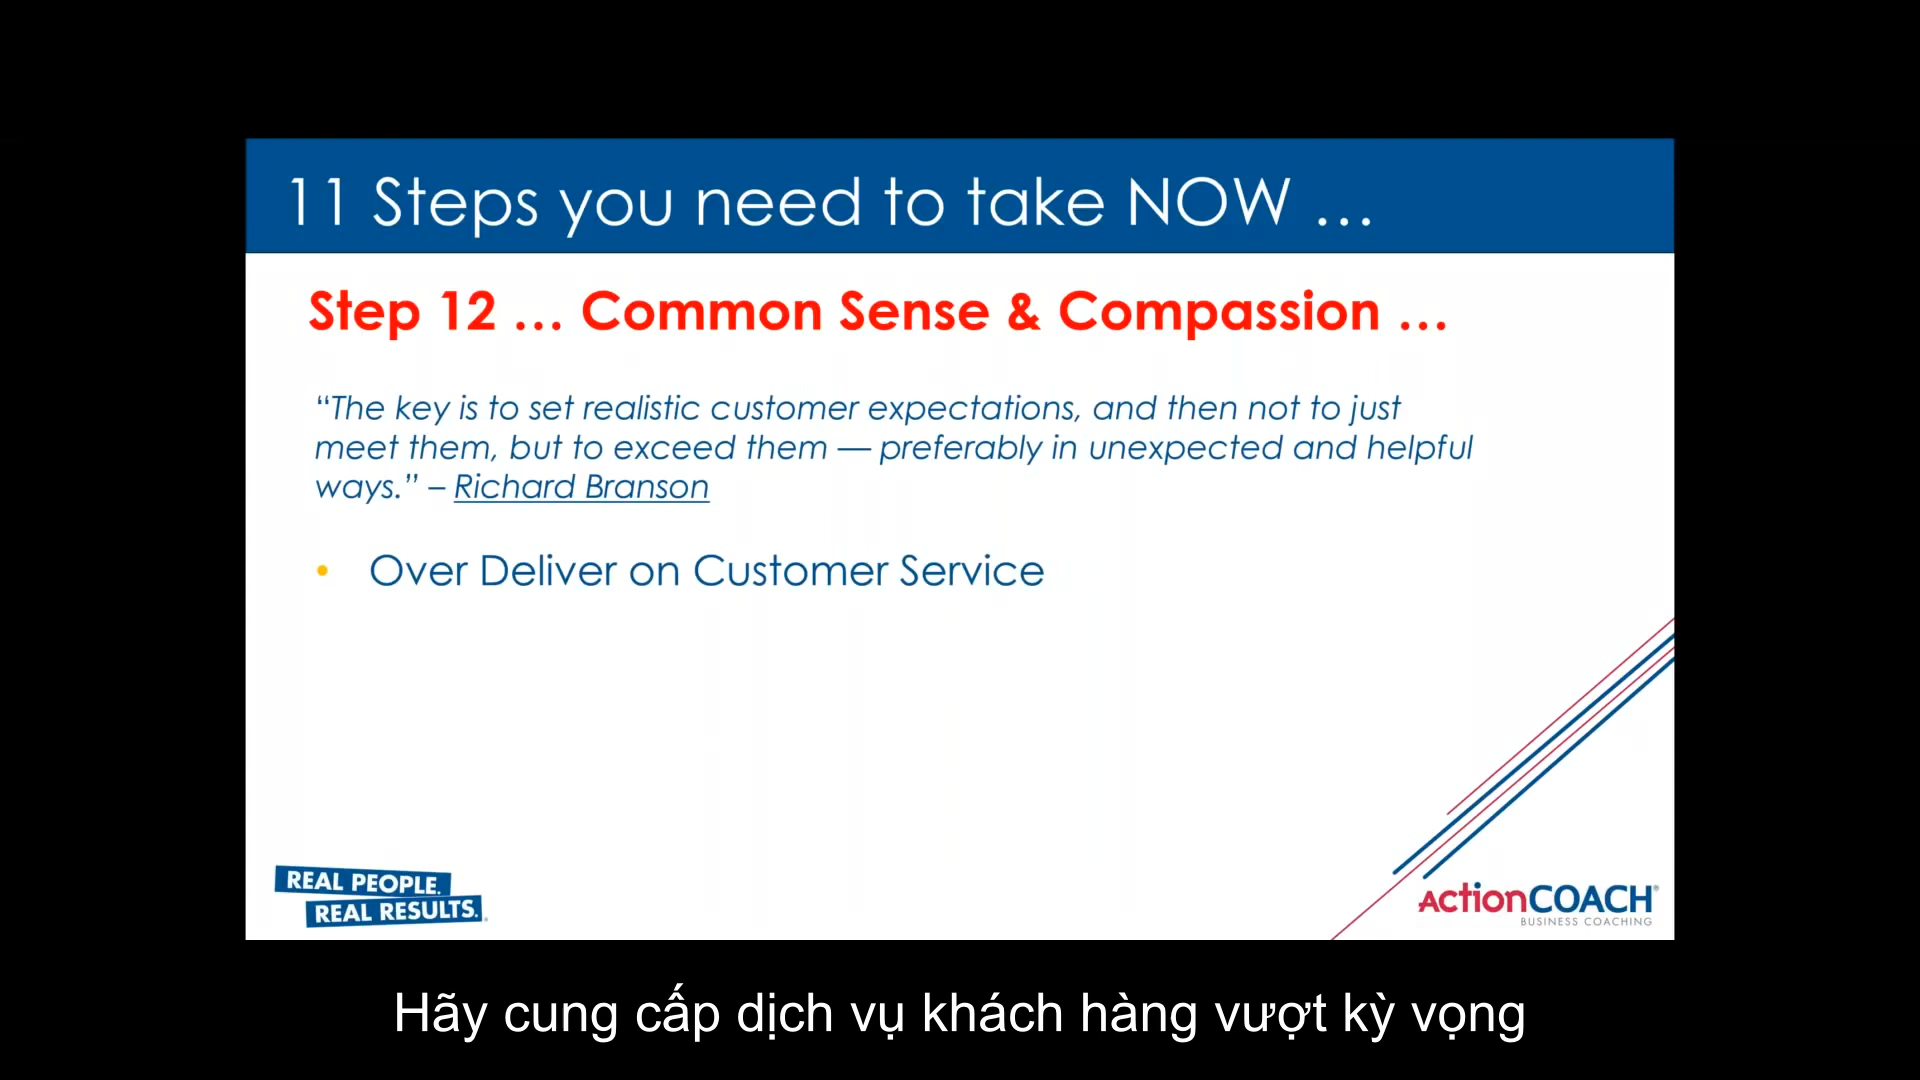 11 Steps you need to take NOW ...
Step 12 ... Common Sense & Compassion ...
“The key is to set realistic customer expectations, and then not to just
meet them, but to exceed them — preferably in unexpected and helpful
ways.” – Richard Branson
• Over Deliver on Customer Service
REAL PEOPLE.
REAL RESULTS.
ActionCOACH®
BUSINESS COACHING
Hãy cung cấp dịch vụ khách hàng vượt kỳ vọng